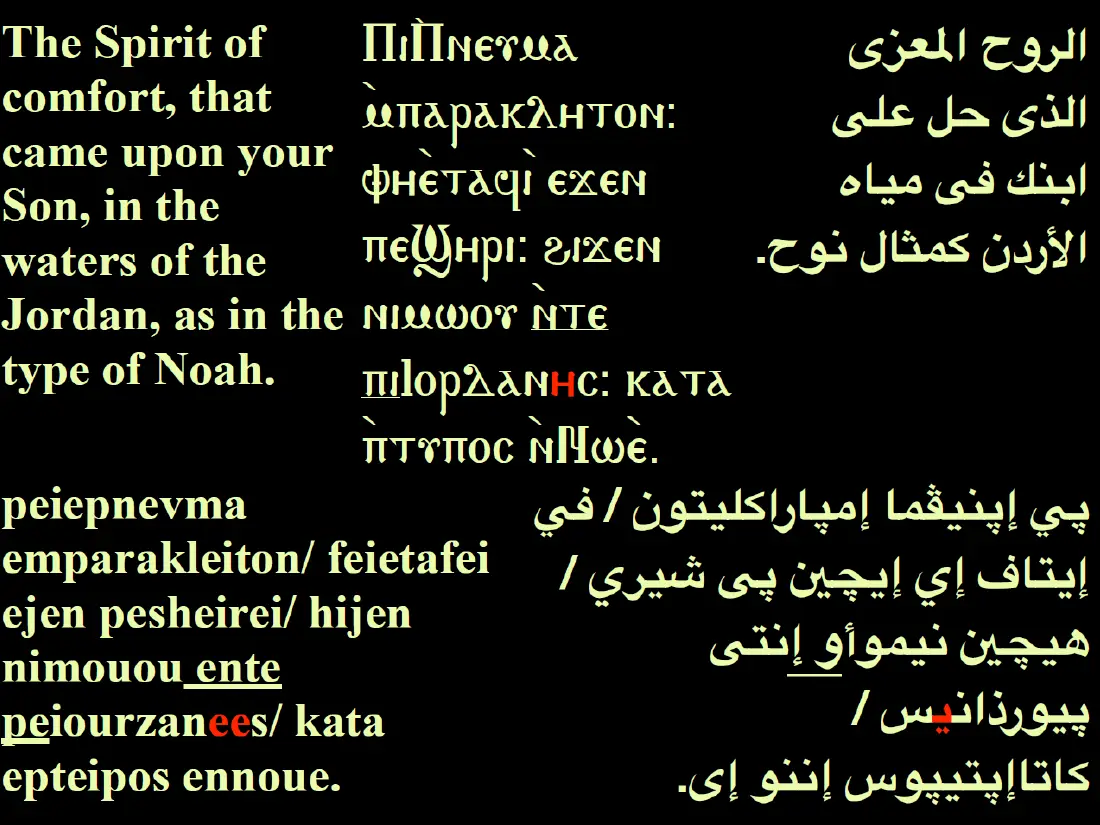 The Spirit of
comfort, that
came upon your
Son, in the
waters of the
Jordan, as in the
type of Noah.
ⲠⲓⲠ̀ⲛⲉⲩⲙⲁ
ⲙ̀ⲡⲁⲣⲁⲕⲗⲏⲧⲟⲛ:
ⲫⲏⲉ̀ⲧⲁϥⲓ̀ ⲉϫⲉⲛ
ⲡⲉϢⲏⲣⲓ: ϩⲓϫⲉⲛ
ⲛⲓⲙⲱⲟⲩ ⲛ̀ⲧⲉ
ⲡⲓⲒⲟⲣⲇⲁⲛⲏⲥ: ⲕⲁⲧⲁ
ⲡ̀ⲧⲩⲡⲟⲥ ⲛ̀Ⲛⲱⲉ̀.
الروح المعزى
الذى حل على
ابنك فى مياه
الأردن كمثال نوح.
peiepnevma
emparakleiton/ feietafei
ejen pesheirei/ hijen
nimouou ente
peiourzanees/ kata
epteipos ennoue.
پي إپنيڤما إمپاراكليتون / في
إيتاف إي إيچين پى شيري /
هيچين نيموأو إنتى
پيورذانيس /
كاتاإپتيپوس إننو إى.